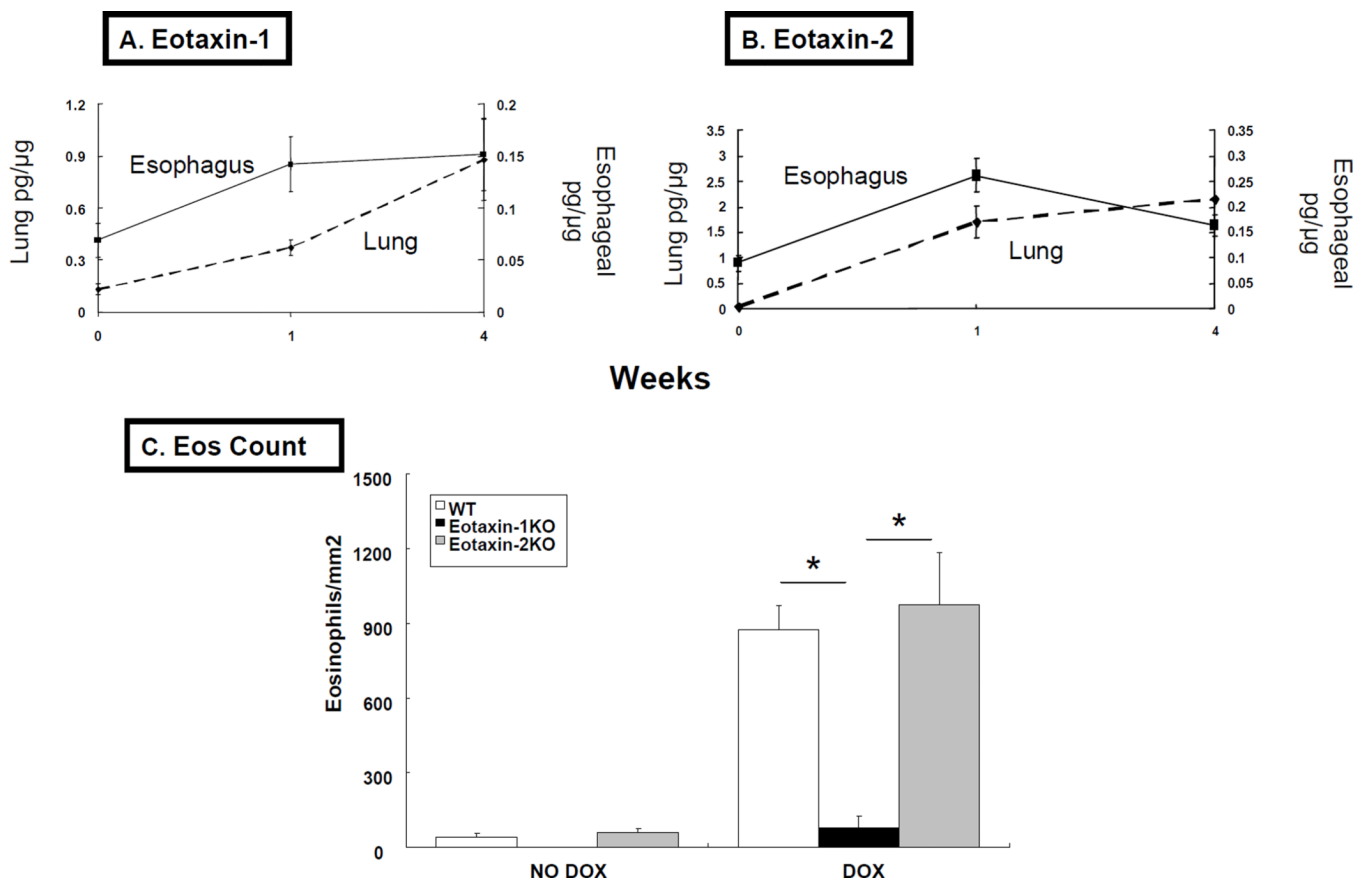 A. Eotaxin-1
B. Eotaxin-2
Lung pg/µg
1.2
0.9
0.6
0.3
0
Esophagus
Lung
0.2
0.15
0.1
0.05
0
Esophageal
pg/µg
0 1 4
Lung pg/µg
3.5
3
2.5
2
1.5
1
0.5
0
Esophagus
Lung
0.35
0.3
0.25
0.2
0.15
0.1
0.05
0
Esophageal
pg/µg
0 1 4
Weeks
C. Eos Count
Eosinophils/mm2
1500
1200
900
600
300
0
WT
Eotaxin-1KO
Eotaxin-2KO
*
*
NO DOX DOX